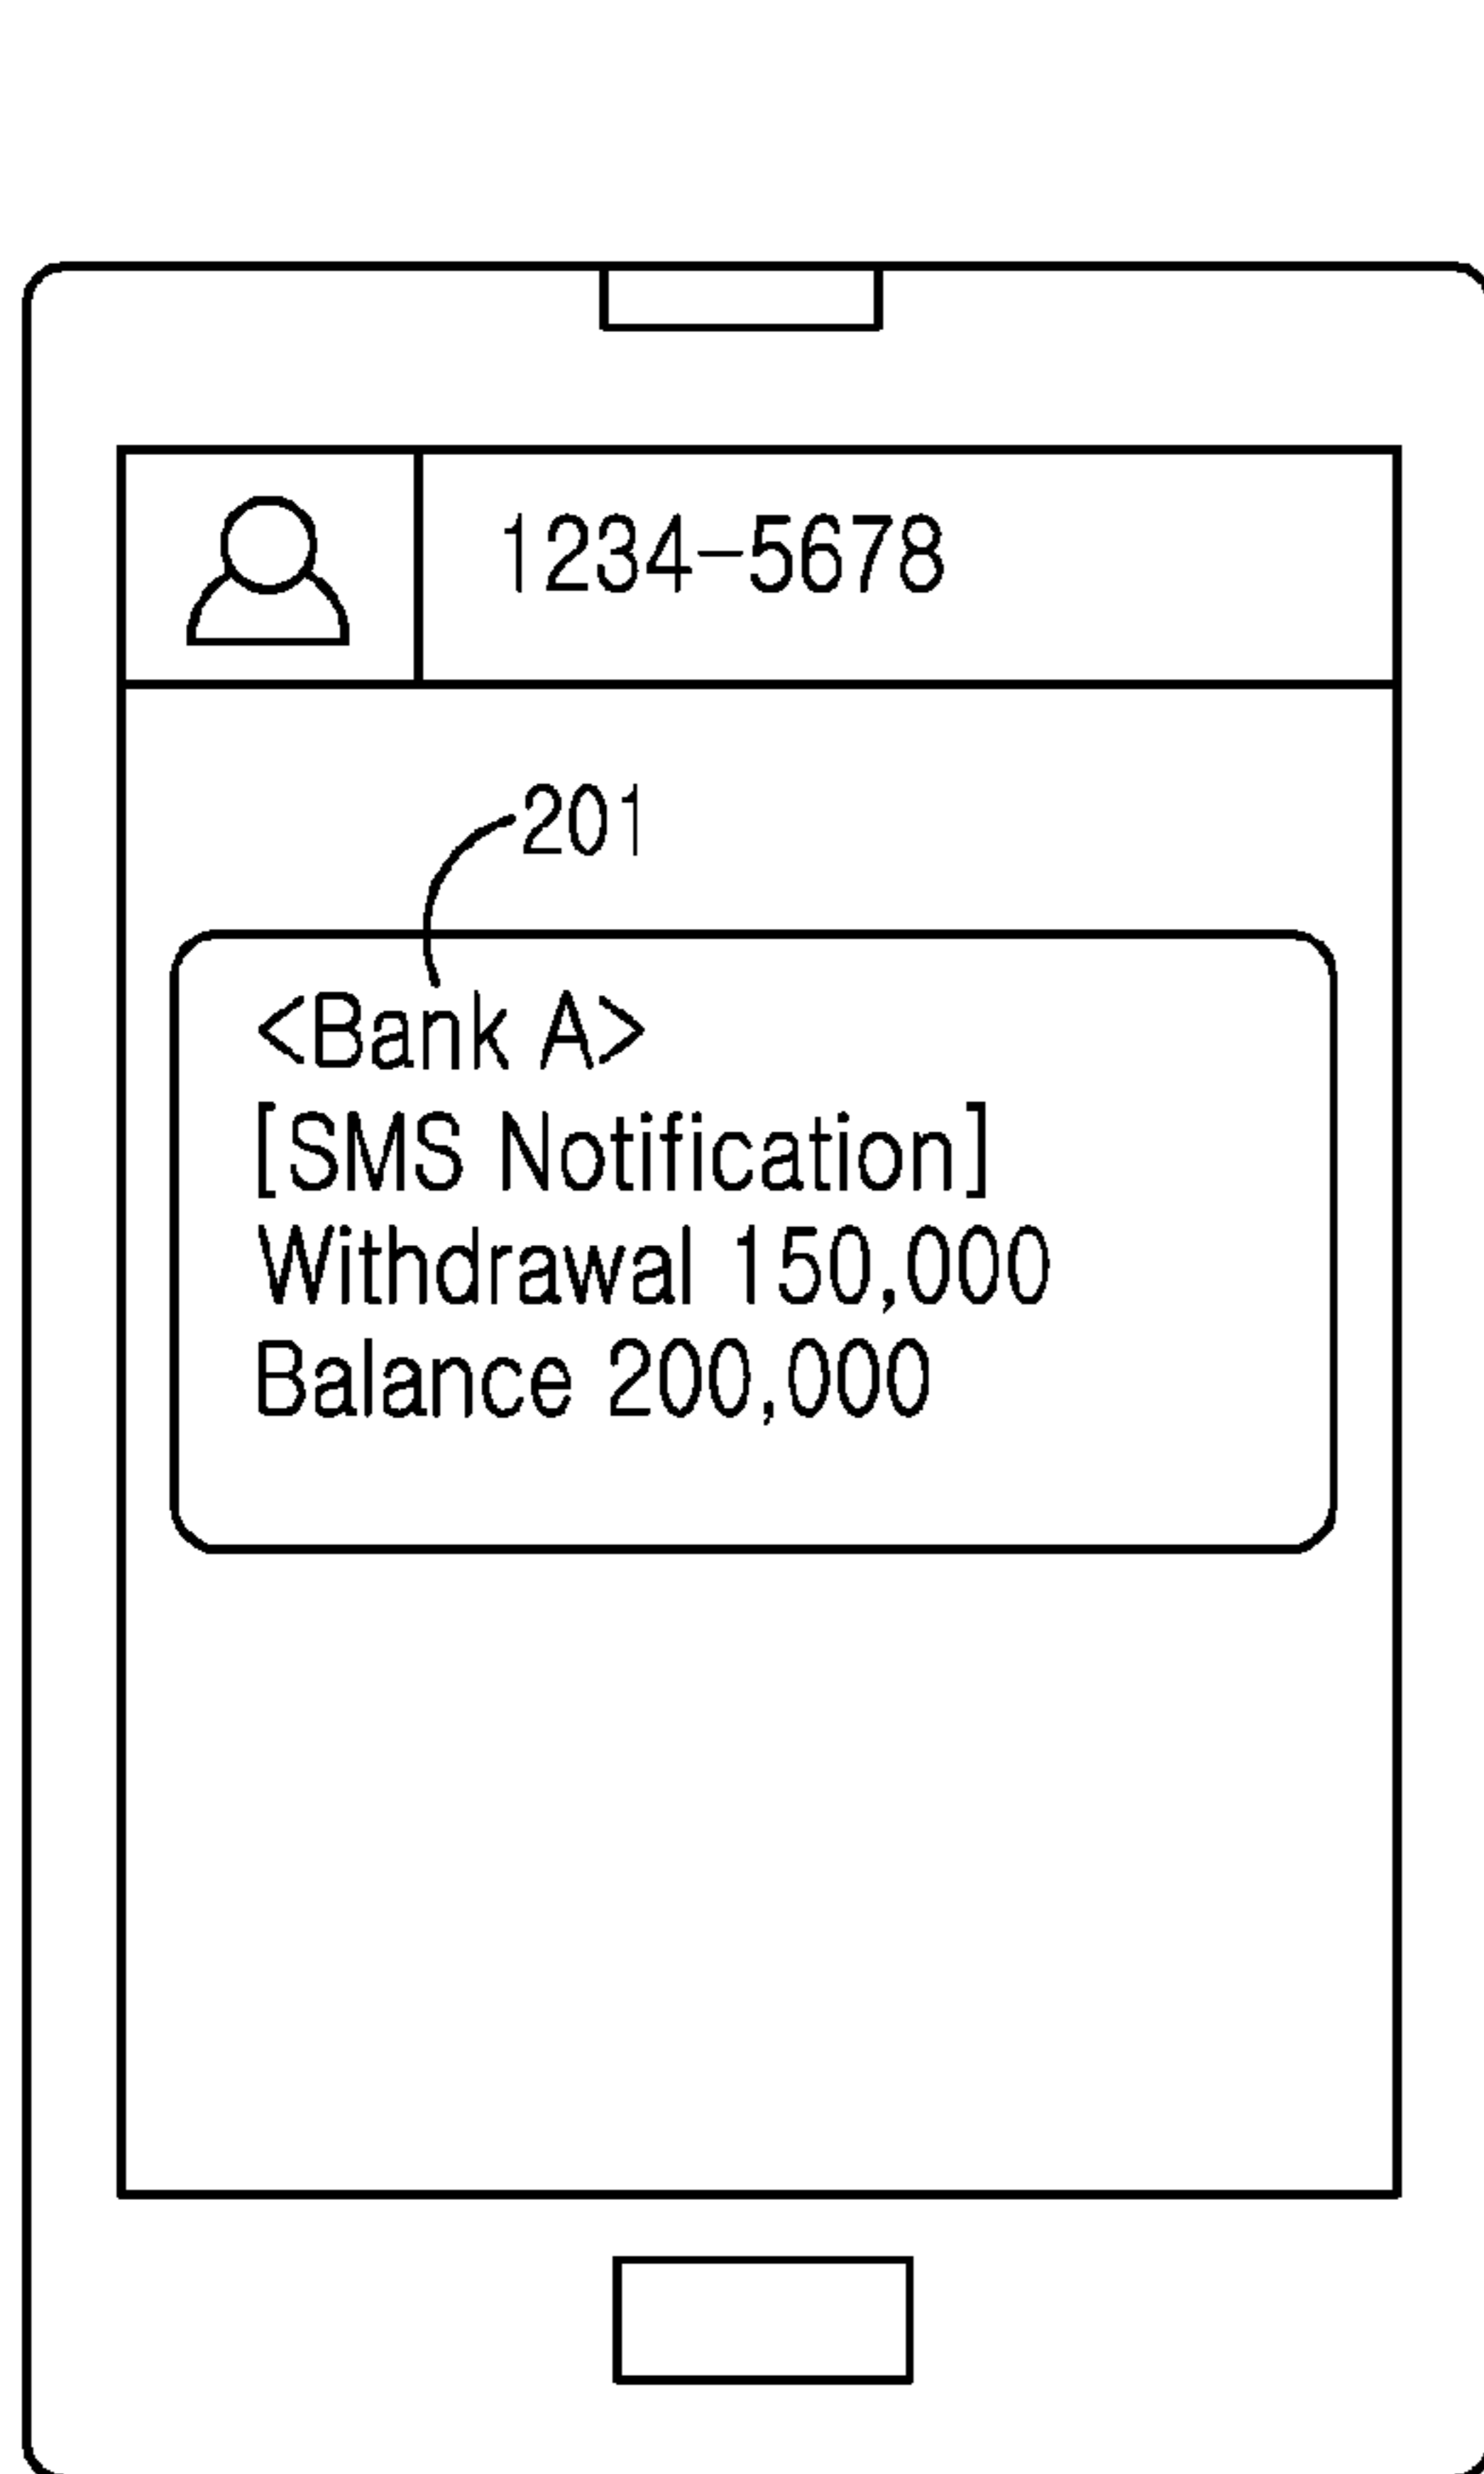 1234-5678
201
<Bank A>
[SMS Notification]
Withdrawal 150,000
Balance 200,000